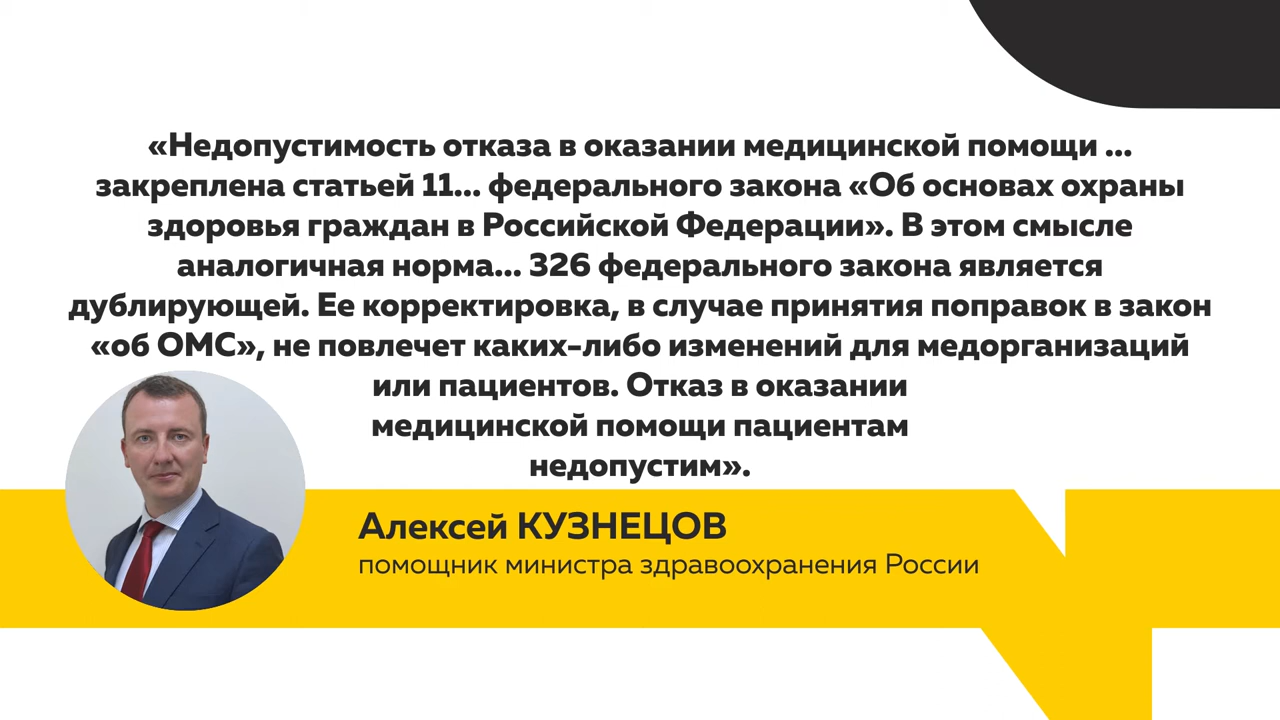 «Недопустимость отказа в оказании медицинской помощи ...
закреплена статьей 11... федерального закона «Об основах охраны
здоровья граждан в Российской Федерации». В этом смысле
аналогичная норма... 326 федерального закона является
дублирующей. Ее корректировка, в случае принятия поправок в закон
«об ОМС», не повлечет каких-либо изменений для медорганизаций
или пациентов. Отказ в оказании
медицинской помощи пациентам
недопустим».
Алексей КУЗНЕЦОВ
помощник министра здравоохранения России